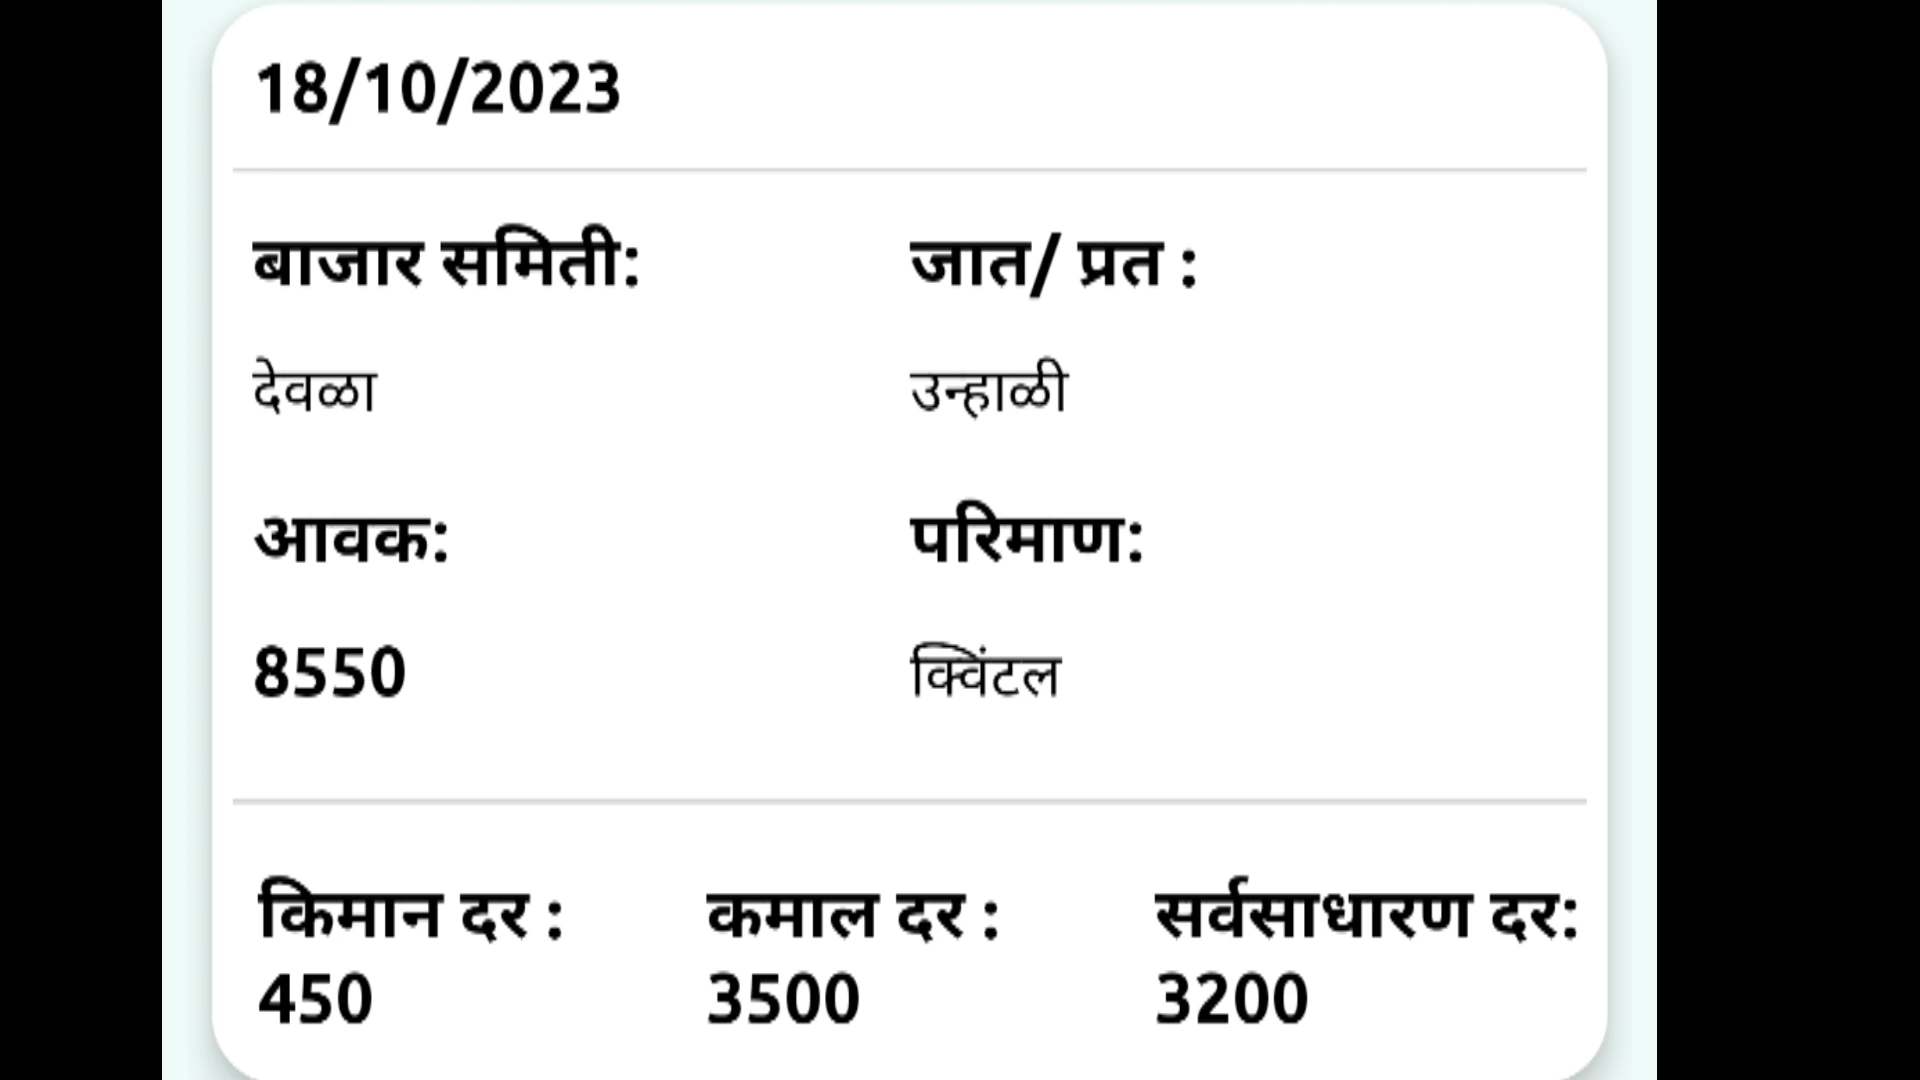 18/10/2023
बाजार समिती: जात/ प्रत :
देवळा उन्हाळी
आवक: परिमाण:
8550 क्विंटल
किमान दर : कमाल दर : सर्वसाधारण दर:
450 3500 3200